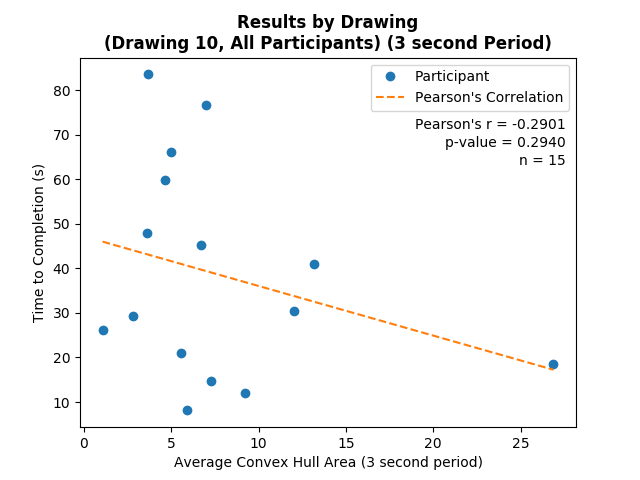 Results by Drawing
(Drawing 10, All Participants) (3 second Period)
Participant
Pearson's Correlation
Pearson's r = -0.2901
p-value = 0.2940
n = 15
Time to Completion (s)
80
70
60
50
40
30
20
10
0 5 10 15 20 25
Average Convex Hull Area (3 second period)